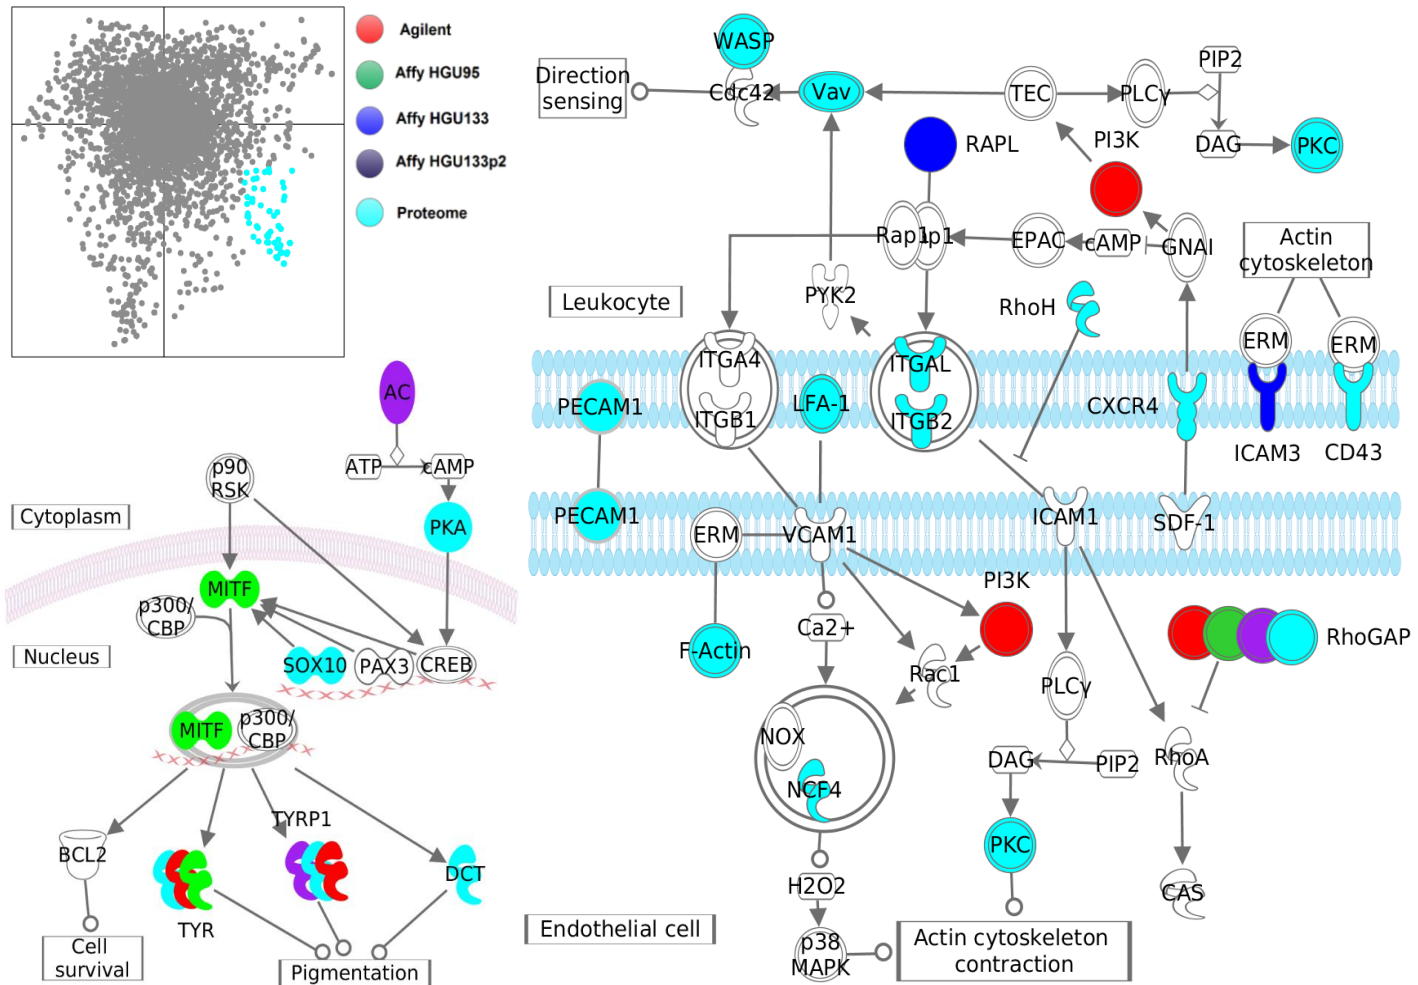 Agilent
Affy HGU95
Affy HGU133
Affy HGU133p2
Proteome
AC
ATP
cAMP
p90
RSK
Cytoplasm
PKA
MITF
p300/
CBP
Nucleus
SOX10
PAX3
CREB
MITF
p300/
CBP
TYRP1
BCL2
DCT
TYR
Cell
survival
Pigmentation
WASP
Direction
sensing
Cdc42
Vav
TEC
PLCγ
PIP2
DAG
PKC
RAPL
PI3K
Rap1
EPAC
cAMP
GNAI
Actin
cytoskeleton
Leukocyte
PYK2
RhoH
ITGA4
ITGB1
LFA-1
ITGAL
ITGB2
PECAM1
CXCR4
ERM
ERM
ICAM3
CD43
PECAM1
ERM
VCAM1
ICAM1
SDF-1
PI3K
Ca2+
F-Actin
Rac1
RhoGAP
PLCγ
NOX
NCF4
DAG
PIP2
RhoA
PKC
H2O2
CAS
Endothelial cell
p38
MAPK
Actin cytoskeleton
contraction